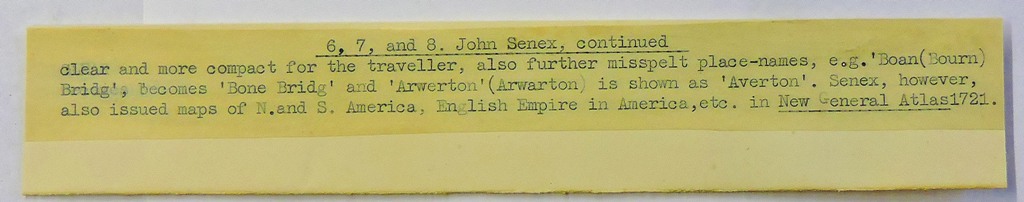 6, 7, and 8. John Senex, continued
clear and more compact for the traveller, also further misspelt place-names, e.g.'Boan(Bourn)
Bridg', becomes 'Bone Bridg' and 'Arwerton'(Arwarton) is shown as 'Averton'. Senex, however,
also issued maps of N.and S. America, English Empire in America,etc. in New General Atlas1721.